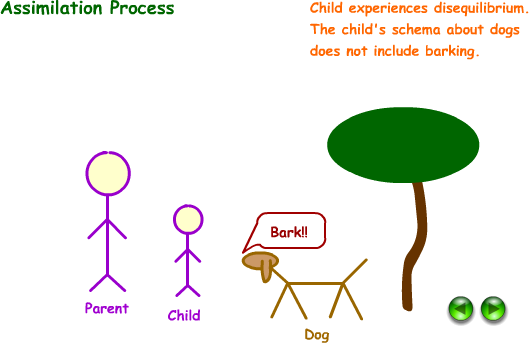 Assimilation Process
Child experiences disequilibrium.
The child's schema about dogs
does not include barking.
Bark!!
Parent
Child
Dog